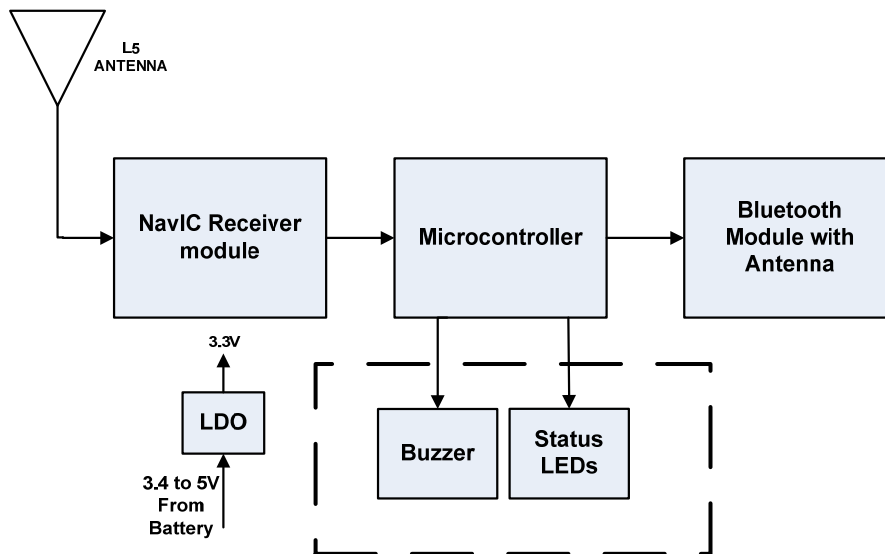 L5
ANTENNA
NavIC Receiver
module
Microcontroller
Bluetooth
Module with
Antenna
3.3V
LDO
3.4 to 5V
From
Battery
Buzzer
Status
LEDs